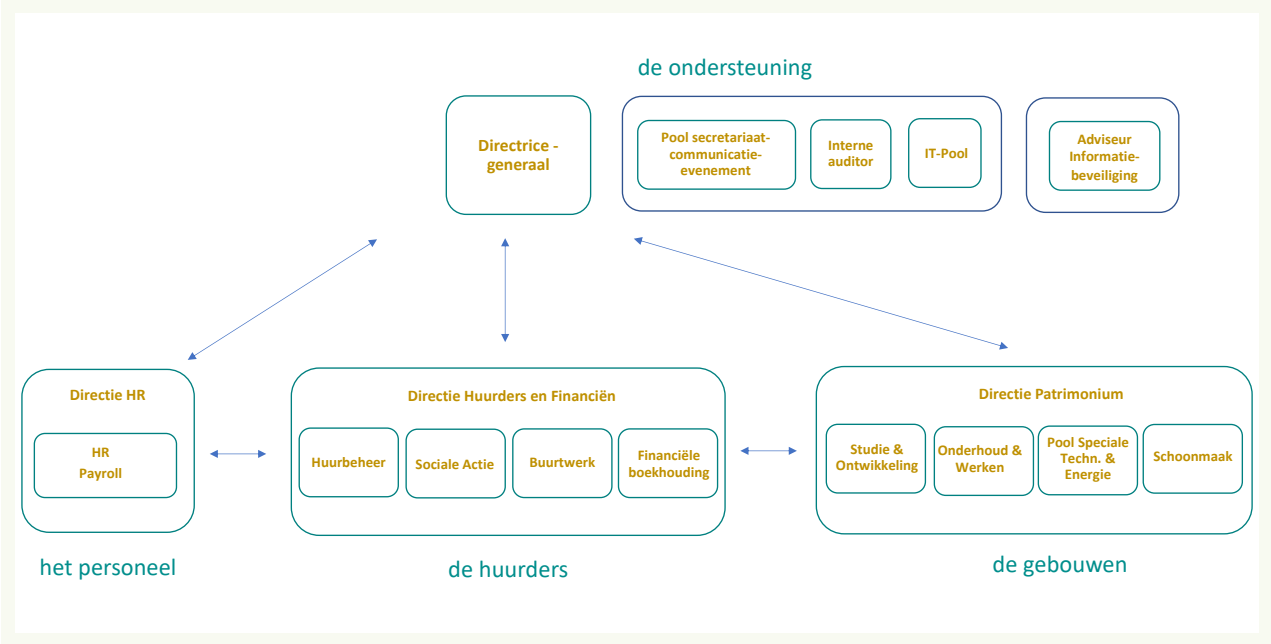 de ondersteuning
Directrice -
generaal
Pool secretariaat-
communicatie-
evenement
Interne
auditor
IT-Pool
Adviseur
Informatie-
beveiliging
Directie HR
HR
Payroll
Directie Huurders en Financiën
Huurbeheer
Sociale Actie
Buurtwerk
Financiële
boekhouding
Directie Patrimonium
Studie &
Ontwikkeling
Onderhoud &
Werken
Pool Speciale
Techn. &
Energie
Schoonmaak
het personeel
de huurders
de gebouwen